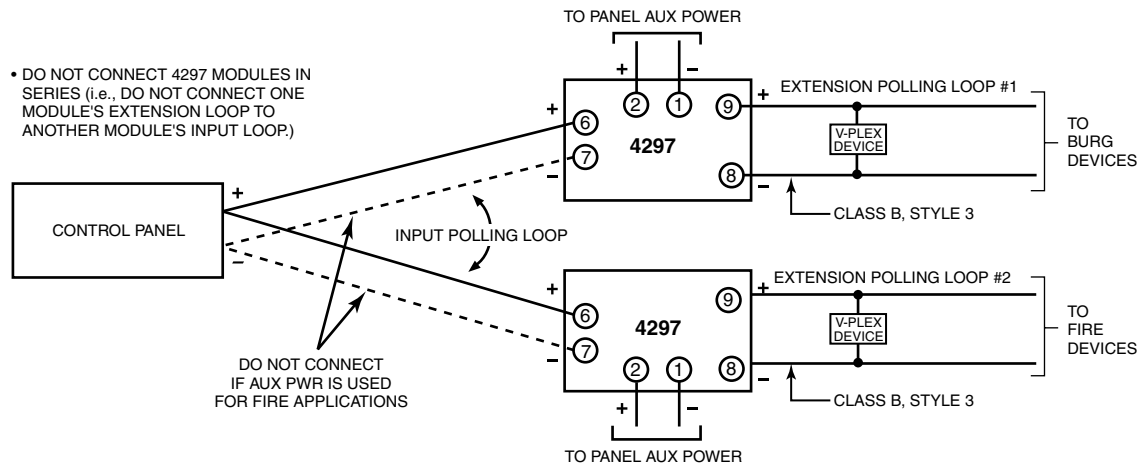 TO PANEL AUX POWER
• DO NOT CONNECT 4297 MODULES IN
SERIES (i.e., DO NOT CONNECT ONE
MODULE'S EXTENSION LOOP TO
ANOTHER MODULE'S INPUT LOOP.)
+ –
2 1
EXTENSION POLLING LOOP #1
+
6
7
–
4297
9
8
+
–
V-PLEX
DEVICE
TO
BURG
DEVICES
CLASS B, STYLE 3
CONTROL PANEL
+
–
INPUT POLLING LOOP
DO NOT CONNECT
IF AUX PWR IS USED
FOR FIRE APPLICATIONS
EXTENSION POLLING LOOP #2
+
6
7
–
4297
9
8
+
–
2 1
+ –
V-PLEX
DEVICE
TO
FIRE
DEVICES
CLASS B, STYLE 3
TO PANEL AUX POWER